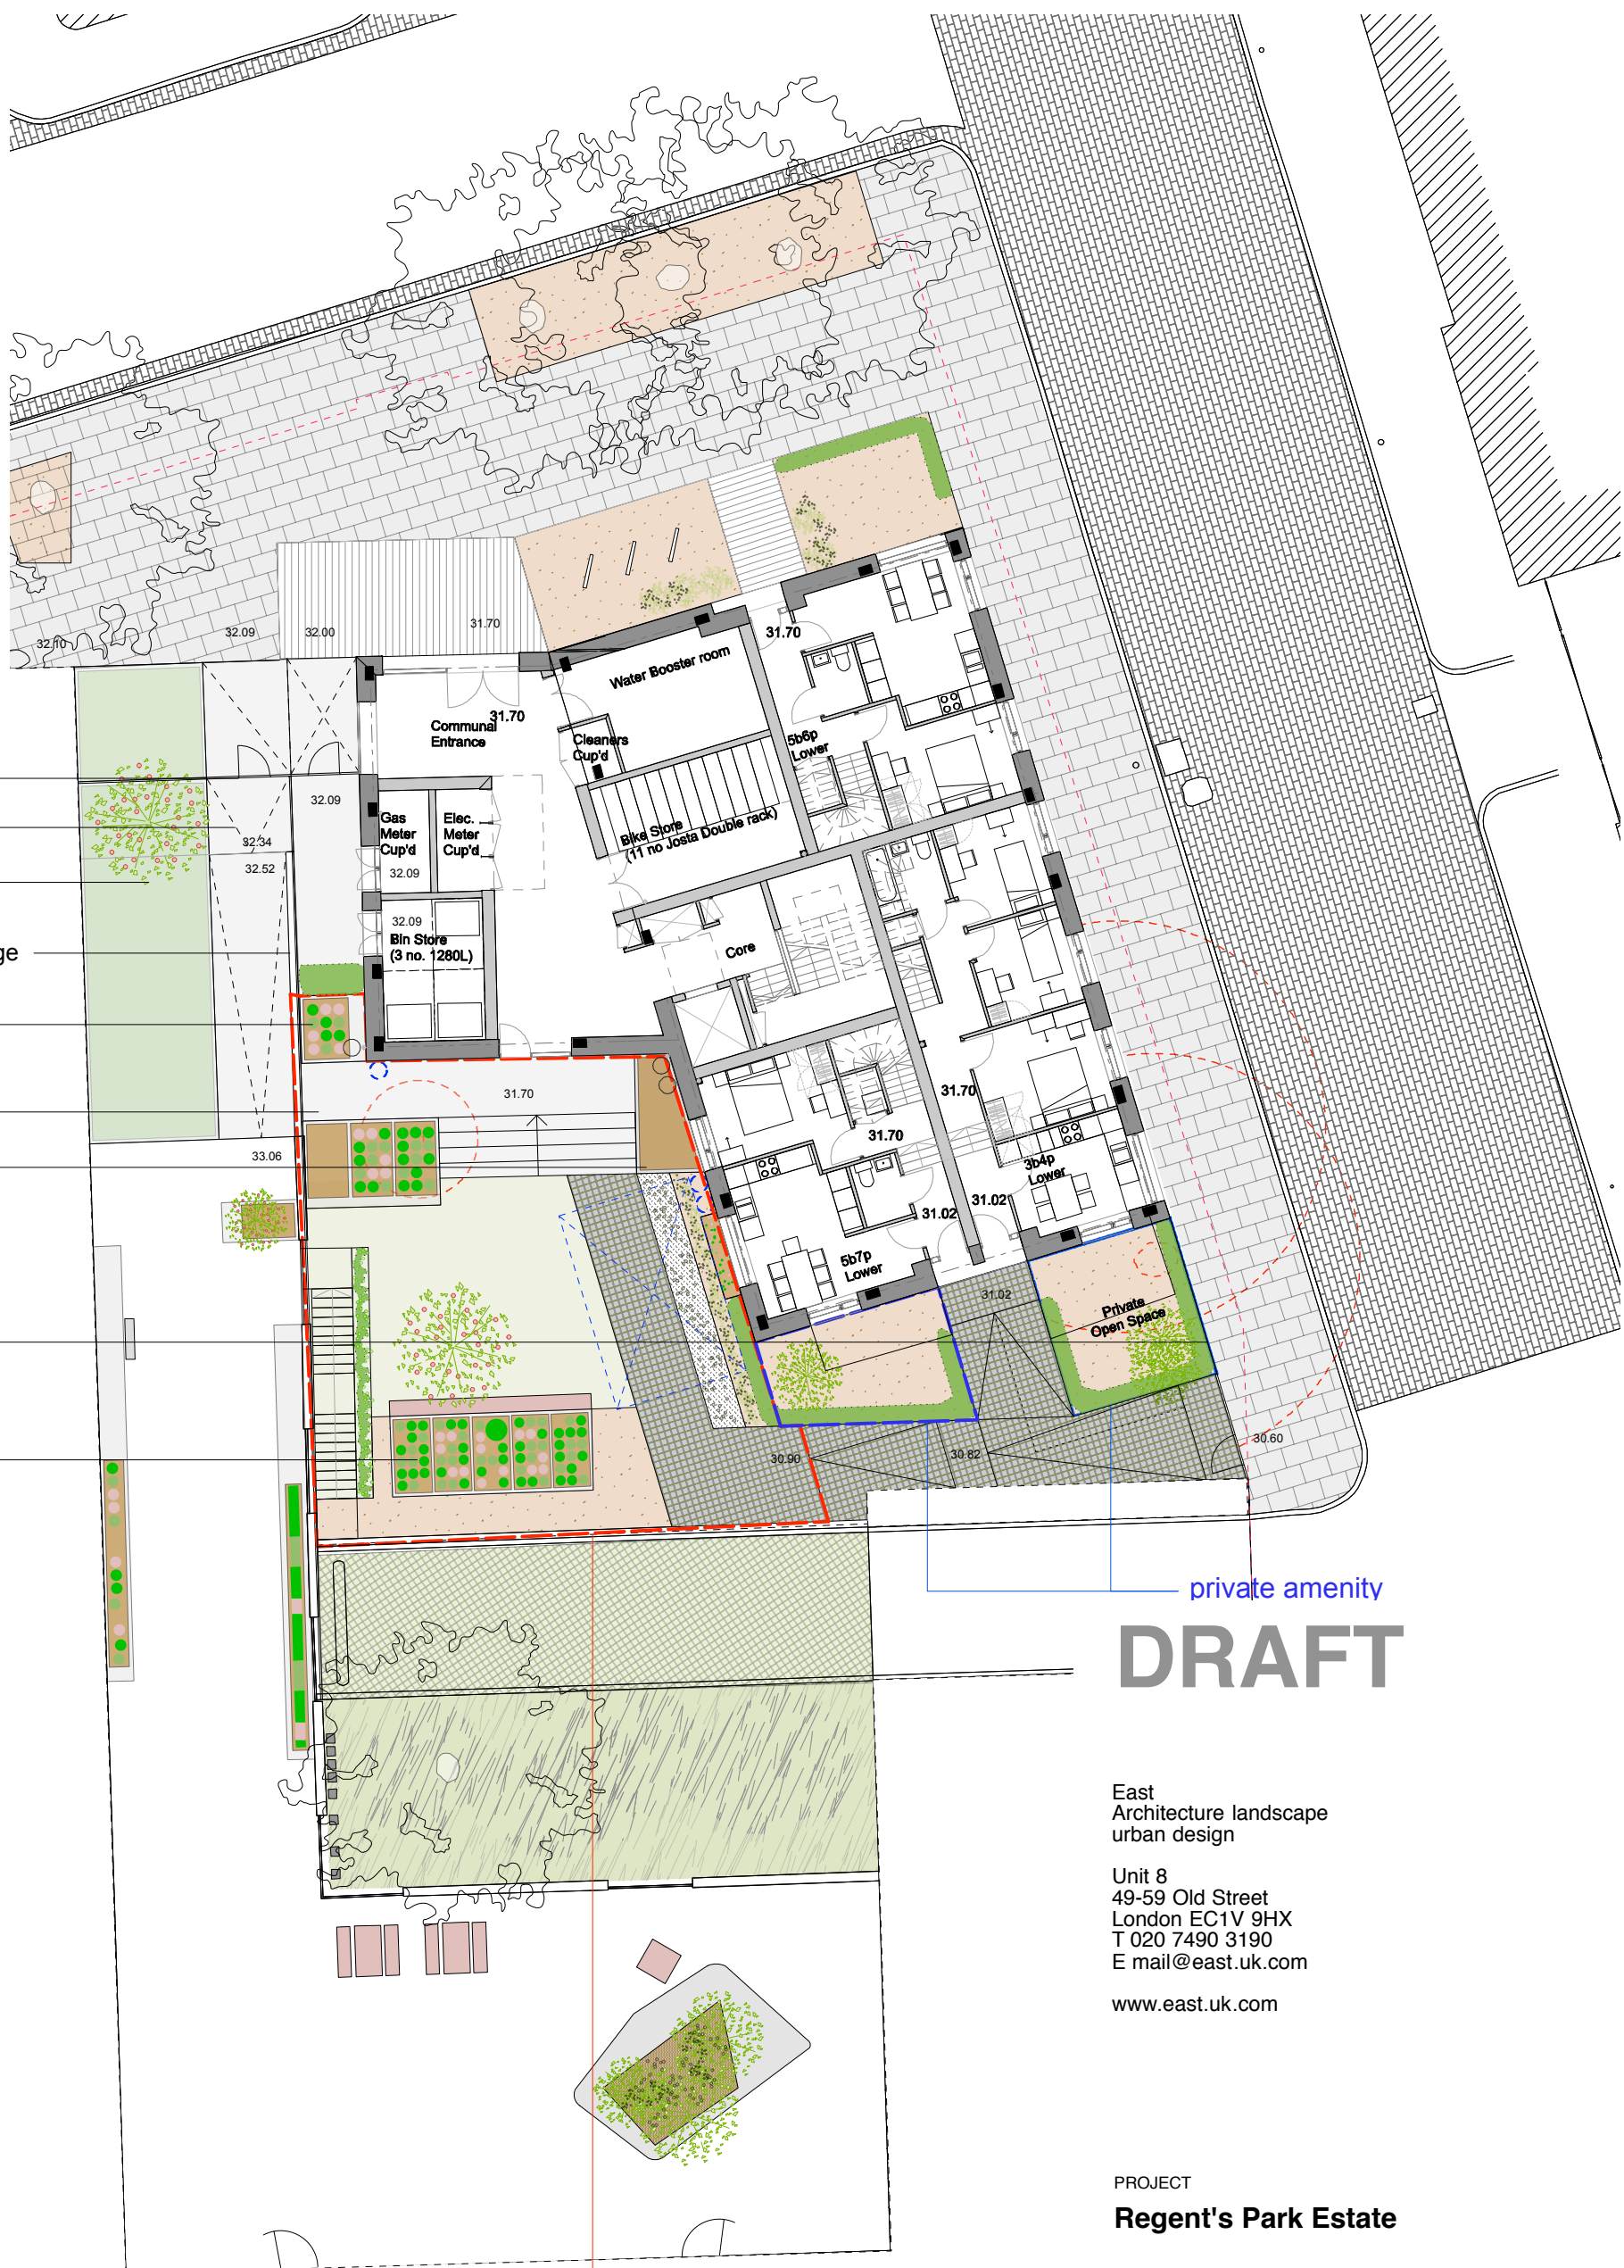 32.10
32.09
32.00
31.70
31.70
Water Booster room
Communal
Entrance
31.70
Cleaners
Cup'd
5b6p
Lower
32.09
Gas
Meter
Cup'd
Elec.
Meter
Cup'd
Bike Store
(11 no Josta Double rack)
32.34
32.52
32.09
32.09
Bin Store
(3 no. 1280L)
ge
Core
31.70
31.70
31.70
33.06
3b4p
Lower
31.02
31.02
5b7p
Lower
31.02
Private
Open Space
30.90
30.82
30.60
private amenity
DRAFT
East
Architecture landscape
urban design
Unit 8
49-59 Old Street
London EC1V 9HX
T 020 7490 3190
E mail@east.uk.com
www.east.uk.com
PROJECT
Regent's Park Estate